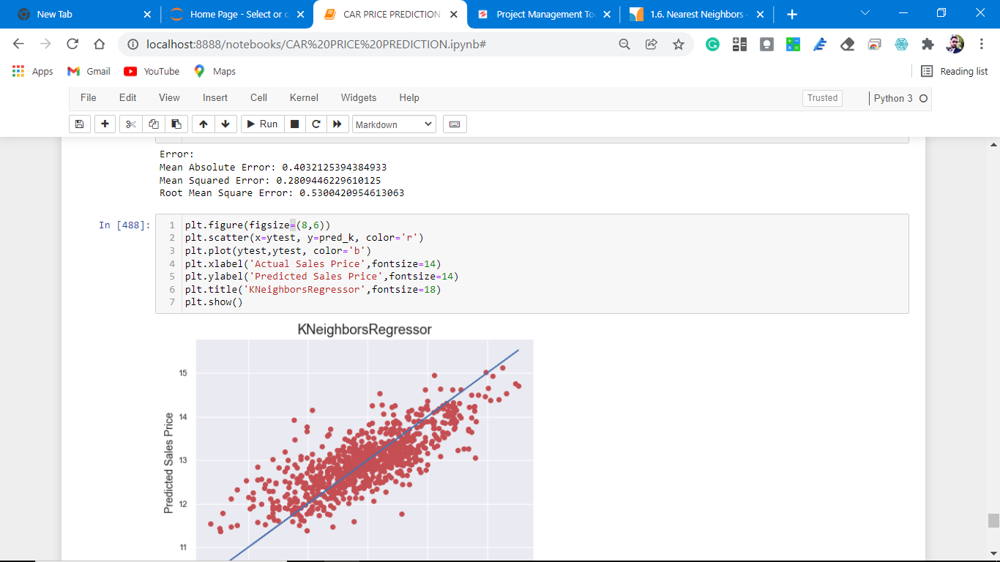 New Tab
Home Page - Select or c
CAR PRICE PREDICTION
Project Management To
1.6. Nearest Neighbors
localhost:8888/notebooks/CAR%20PRICE%20PREDICTION.ipynb#
Apps
Gmail
YouTube
Maps
Reading list
File
Edit
View
Insert
Cell
Kernel
Widgets
Help
Trusted
Python 3
Run
Markdown
Error:
Mean Absolute Error: 0.4032125394384933
Mean Squared Error: 0.2809446229610125
Root Mean Square Error: 0.5300420954613063
In [488]:
1 plt.figure(figsize=(8,6))
2 plt.scatter(x=ytest, y=pred_k, color='r')
3 plt.plot(ytest,ytest, color='b')
4 plt.xlabel('Actual Sales Price',fontsize=14)
5 plt.ylabel('Predicted Sales Price',fontsize=14)
6 plt.title('KNeighborsRegressor',fontsize=18)
7 plt.show()
KNeighborsRegressor
Predicted Sales Price
15
14
13
12
11